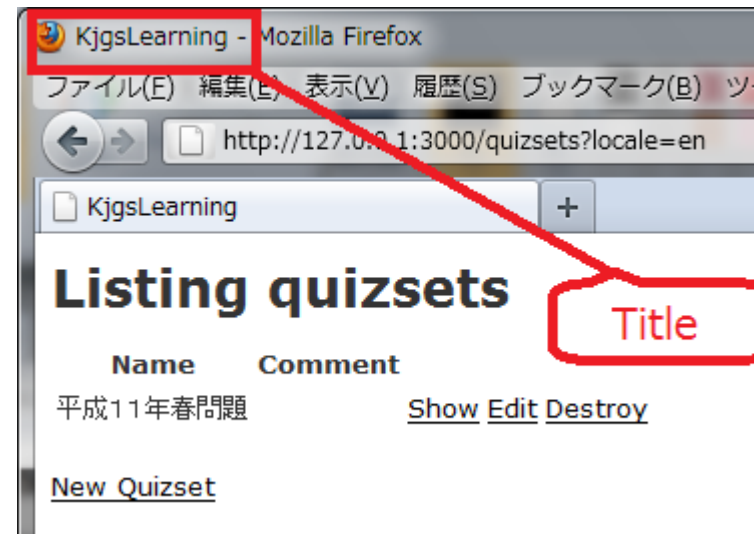 KjgsLearning - Mozilla Firefox
ファイル(F) 編集(E) 表示(V) 履歴(S) ブックマーク(B) ツ
http://127.0.0.1:3000/quizsets?locale=en
KjgsLearning +
Listing quizsets
Title
Name Comment
平成11年春問題 Show Edit Destroy
New Quizset